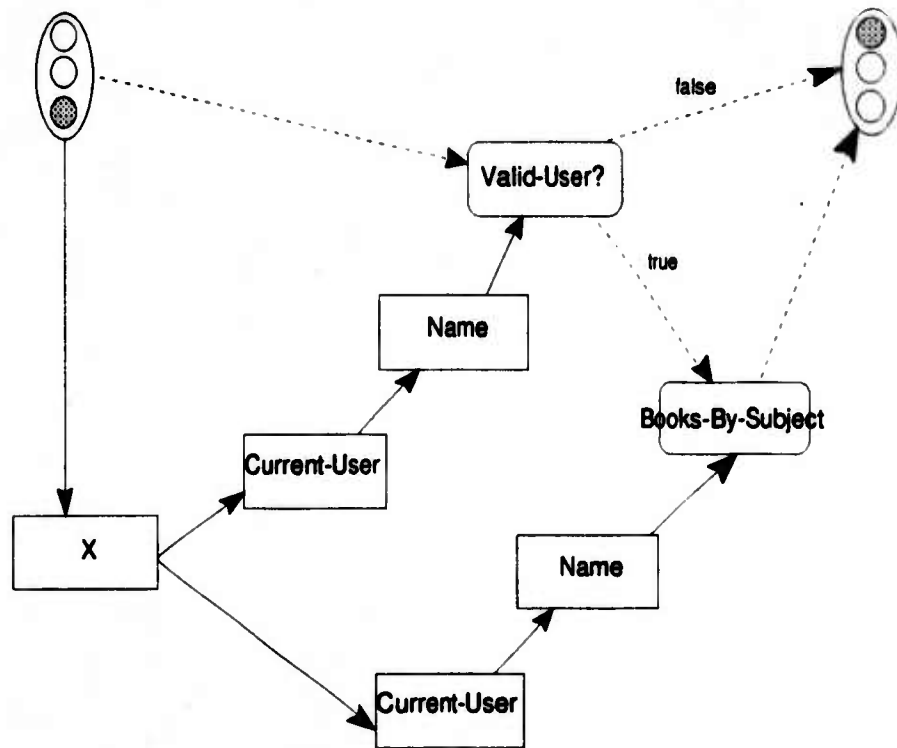 false
Valid-User?
true
Name
Books-By-Subject
Current-User
X
Name
Current-User